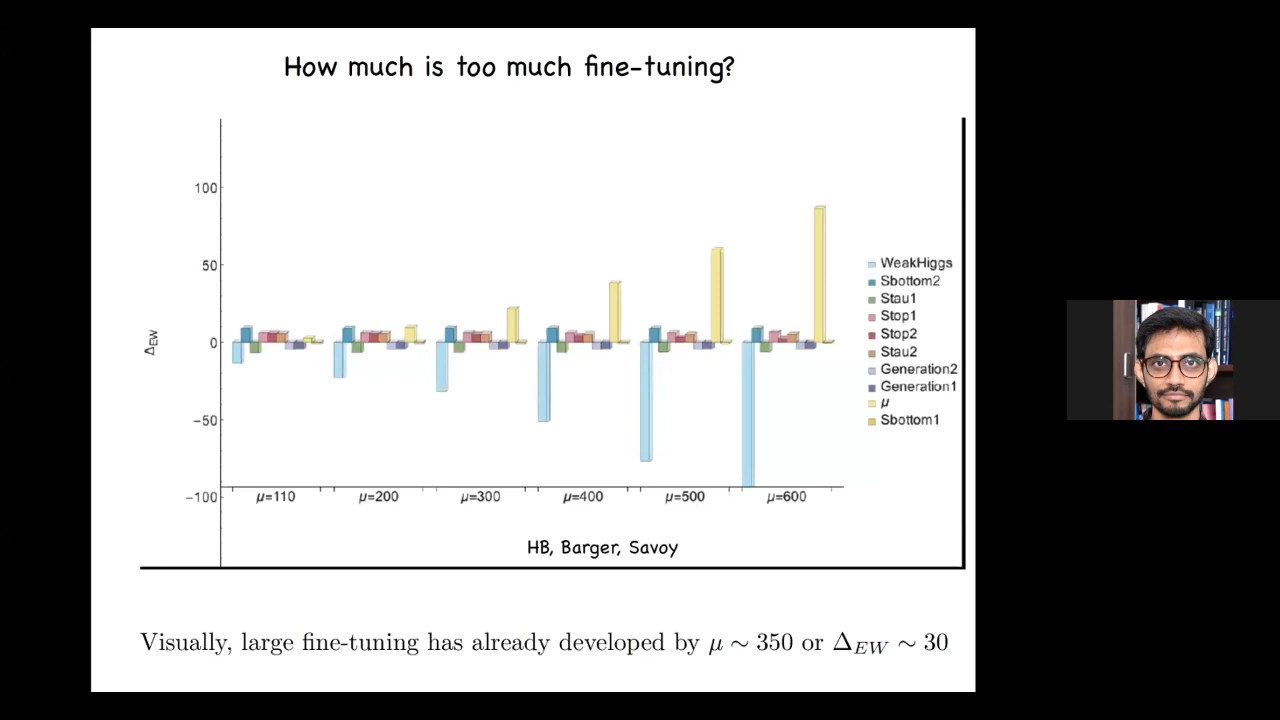 How much is too much fine-tuning?
100
50
0
−50
−100
Δ_EW
μ=110 μ=200 μ=300 μ=400 μ=500 μ=600
WeakHiggs
Sbottom2
Stau1
Stop1
Stop2
Stau2
Generation2
Generation1
μ
Sbottom1
HB, Barger, Savoy
Visually, large fine-tuning has already developed by μ ∼ 350 or Δ_EW ∼ 30